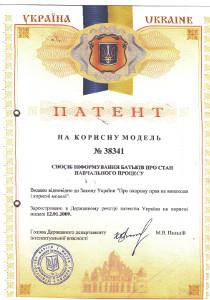 УКРАЇНА UKRAINE
ПАТЕНТ
НА КОРИСНУ МОДЕЛЬ
№ 38341
СПОСІБ ІНФОРМУВАННЯ БАТЬКІВ ПРО СТАН
НАВЧАЛЬНОГО ПРОЦЕСУ
Видано відповідно до Закону України "Про охорону прав на винаходи
і корисні моделі".
Зареєстровано в Державному реєстрі патентів України на корисні
моделі 12.01.2009.
Голова Державного департаменту
інтелектуальної власності
М.В. Паладій